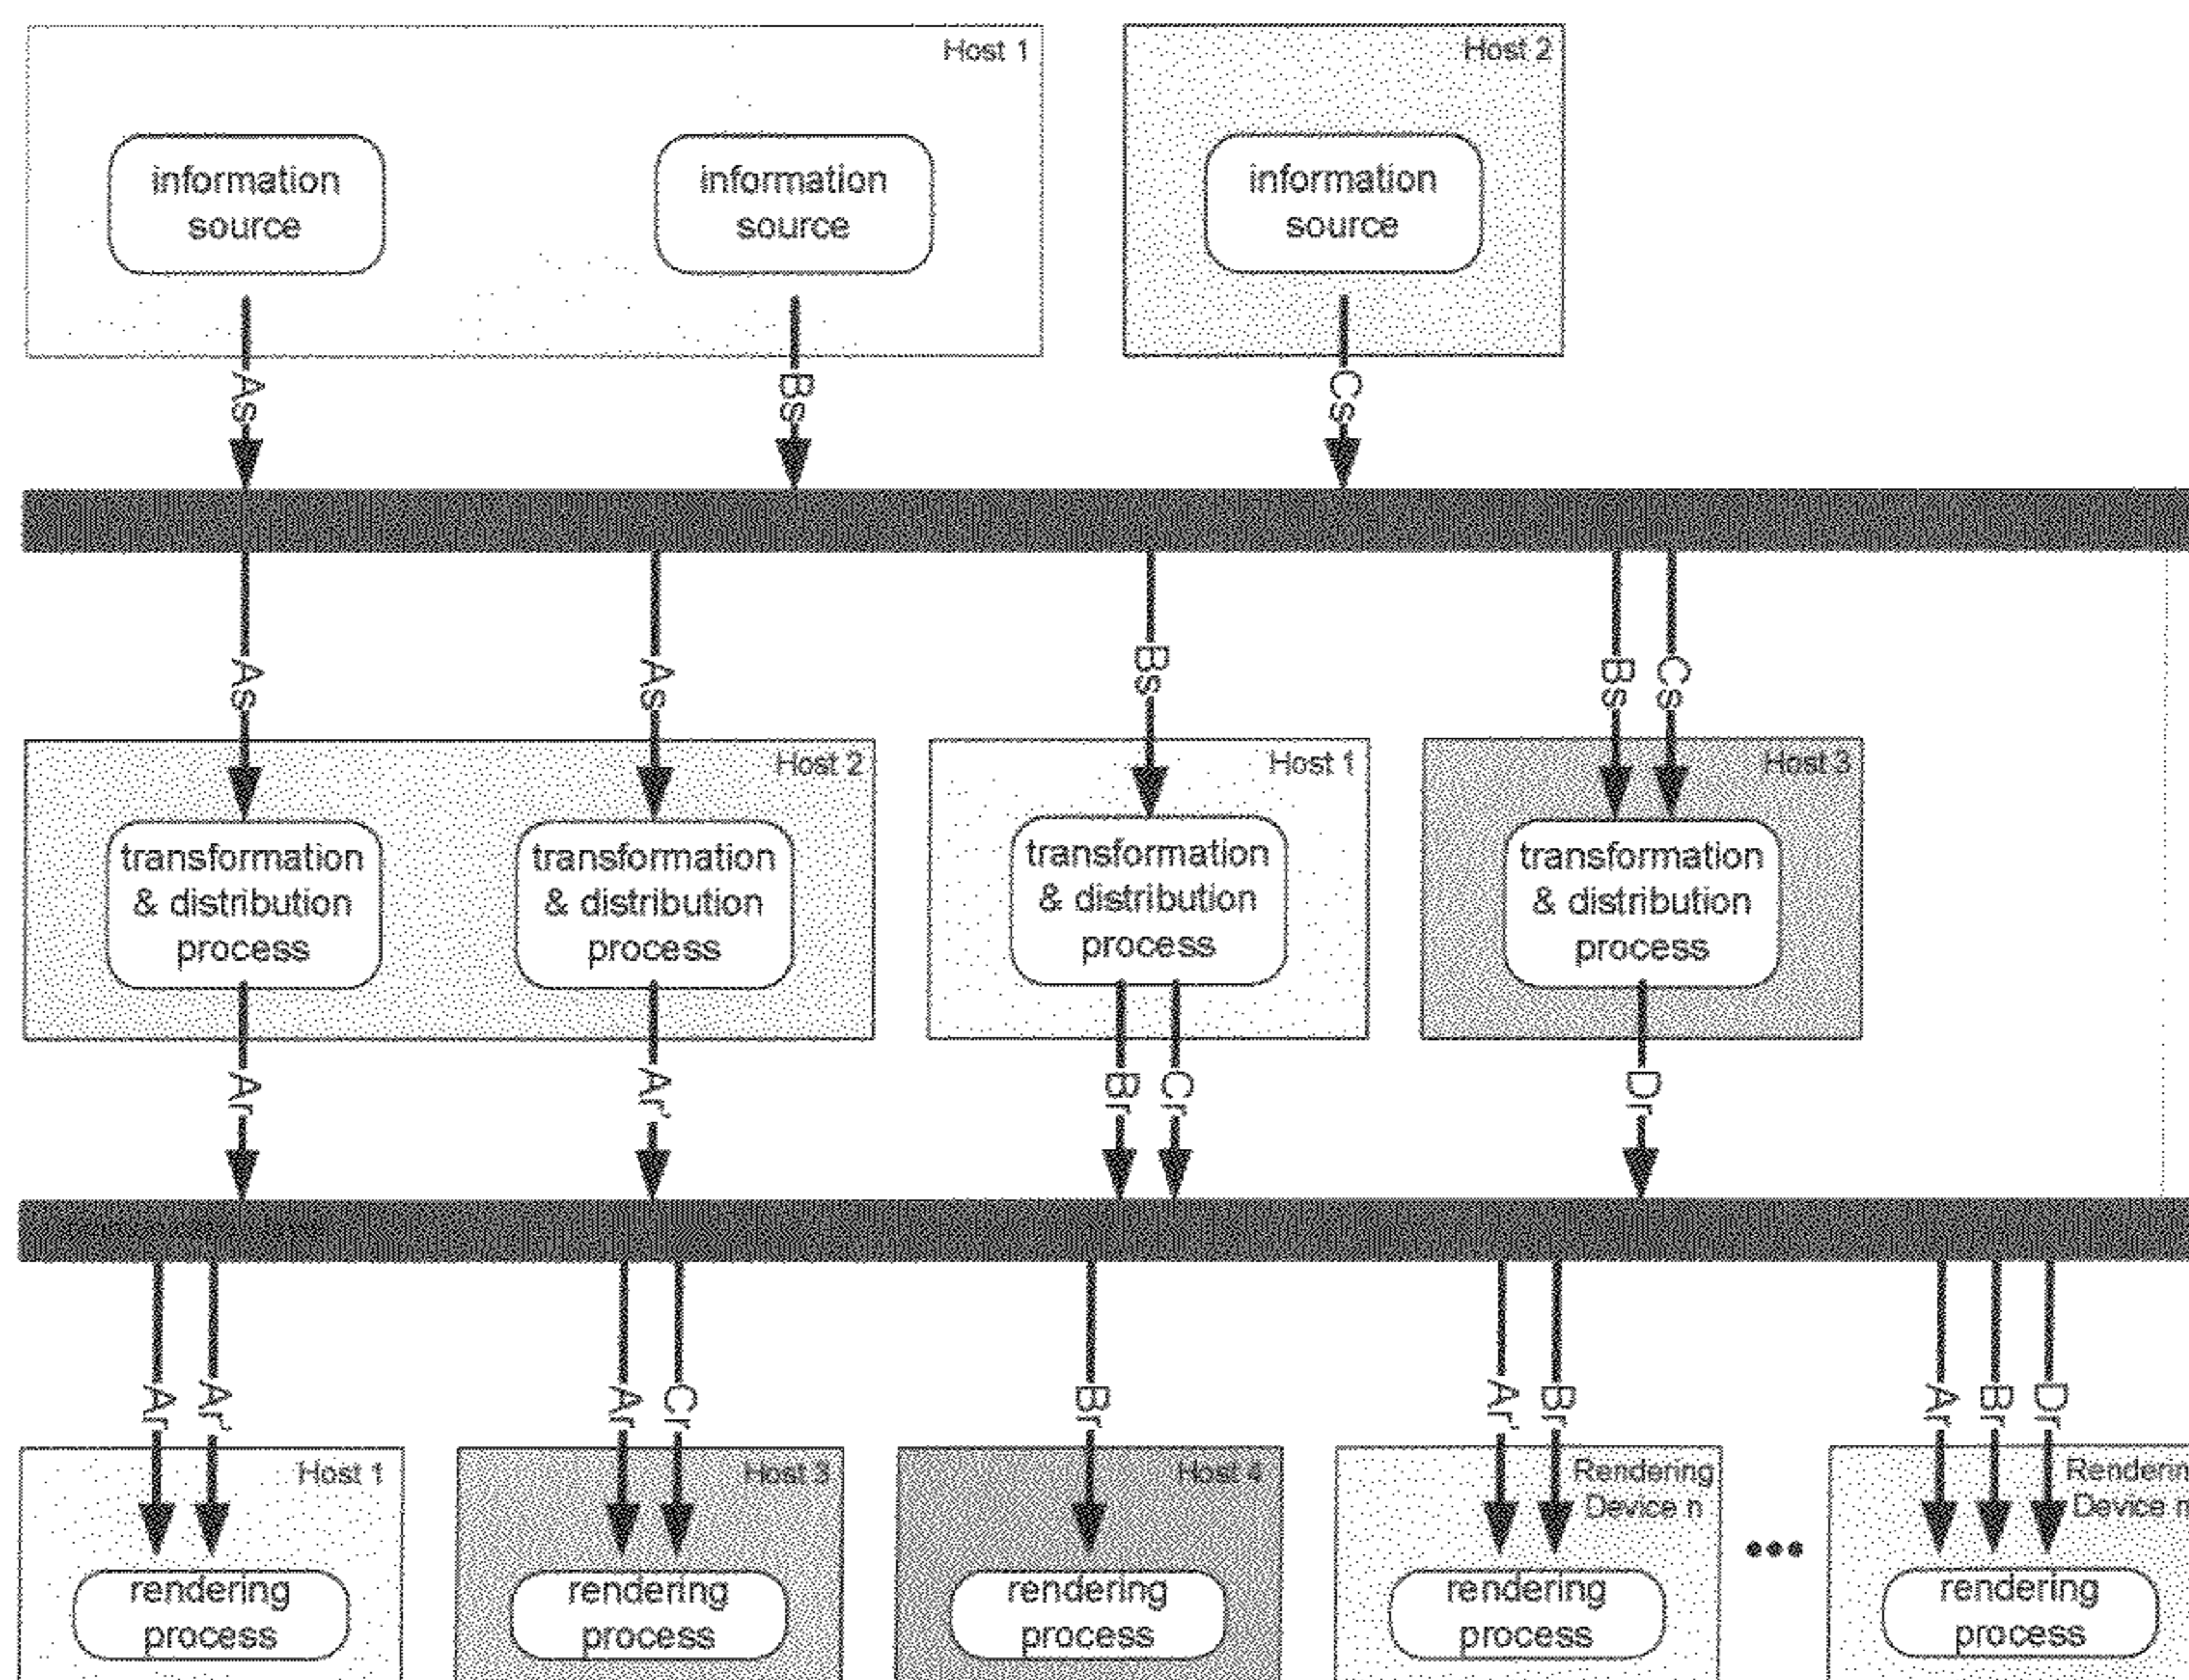 Host 1
Host 2
information
source
information
source
information
source
As
Bs
Cs
As
As
Bs
Bs
Cs
Host 2
Host 1
Host 3
transformation
& distribution
process
transformation
& distribution
process
transformation
& distribution
process
transformation
& distribution
process
Ar
Ar'
Br
Cr
Dr
Ar
Ar'
Ar
Cr
Br
Ar'
Br
Ar
Br
Dr
Host 1
Host 3
Host 4
Rendering
Device n
Device
rendering
process
rendering
process
rendering
process
rendering
process
rendering
process